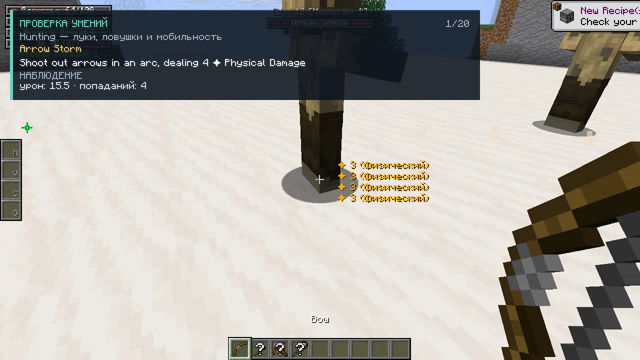 ПРОВЕРКА УМЕНИЙ 1/20
Hunting — луки, ловушки и мобильность
Arrow Storm
Shoot out arrows in an arc, dealing 4 ✦ Physical Damage
НАБЛЮДЕНИЕ
урон: 15.5 · попаданий: 4
New Recipe(s
Check your
✦ 3 (Физический)
✦ 3 (Физический)
✦ 3 (Физический)
✦ 3 (Физический)
Boy